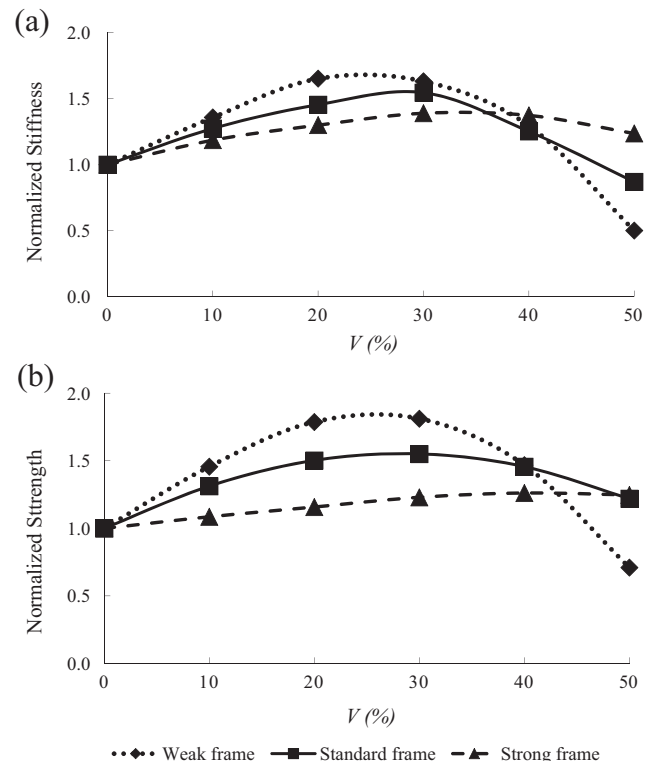 (a)
2.0
1.5
1.0
0.5
0.0
Normalized Stiffness
0 10 20 30 40 50
V (%)
(b)
2.0
1.5
1.0
0.5
0.0
Normalized Sttrength
0 10 20 30 40 50
V (%)
Weak frame Standard frame Strong frame